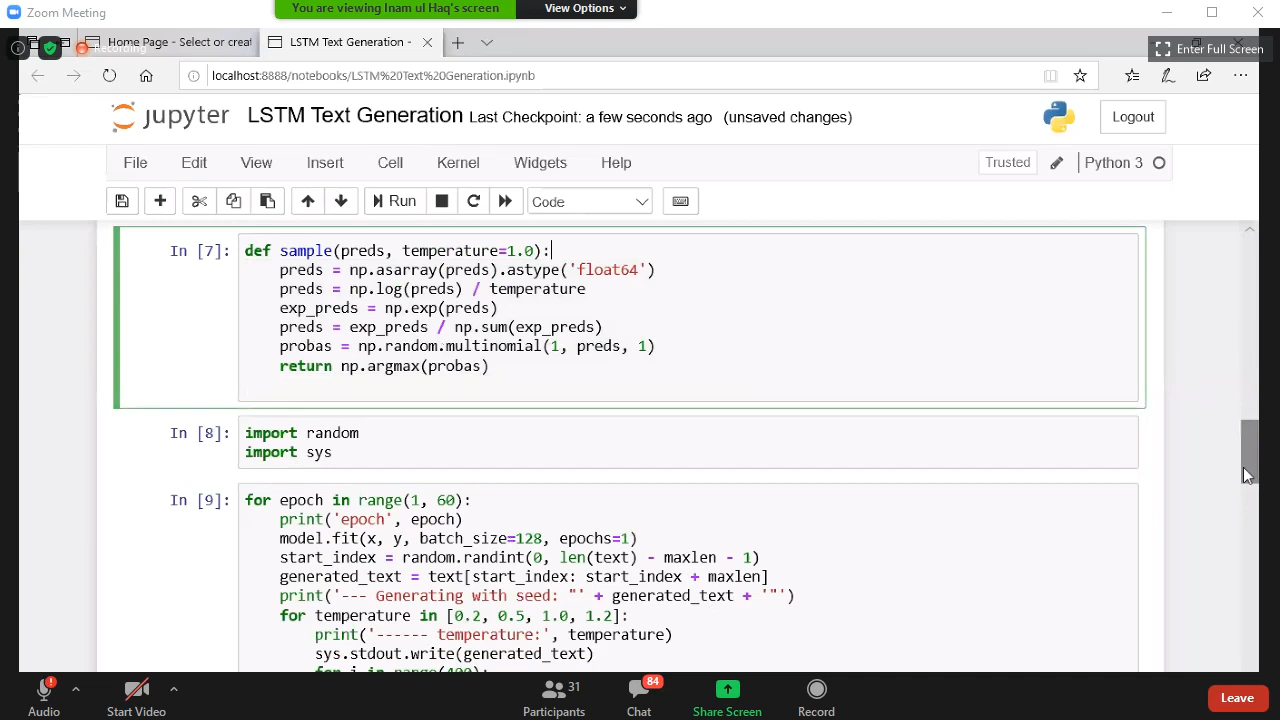 Zoom Meeting
You are viewing Inam ul Haq's screen
View Options
Home Page - Select or creat
LSTM Text Generation -
Recording
Enter Full Screen
localhost:8888/notebooks/LSTM%20Text%20Generation.ipynb
jupyter
LSTM Text Generation Last Checkpoint: a few seconds ago (unsaved changes)
Logout
File Edit View Insert Cell Kernel Widgets Help
Trusted
Python 3
Run
Code
In [7]:
def sample(preds, temperature=1.0):
    preds = np.asarray(preds).astype('float64')
    preds = np.log(preds) / temperature
    exp_preds = np.exp(preds)
    preds = exp_preds / np.sum(exp_preds)
    probas = np.random.multinomial(1, preds, 1)
    return np.argmax(probas)
In [8]:
import random
import sys
In [9]:
for epoch in range(1, 60):
    print('epoch', epoch)
    model.fit(x, y, batch_size=128, epochs=1)
    start_index = random.randint(0, len(text) - maxlen - 1)
    generated_text = text[start_index: start_index + maxlen]
    print('--- Generating with seed: "' + generated_text + '"')
    for temperature in [0.2, 0.5, 1.0, 1.2]:
        print('------ temperature:', temperature)
        sys.stdout.write(generated_text)
        for i in range(400):
Audio
Start Video
31
Participants
84
Chat
Share Screen
Record
Leave